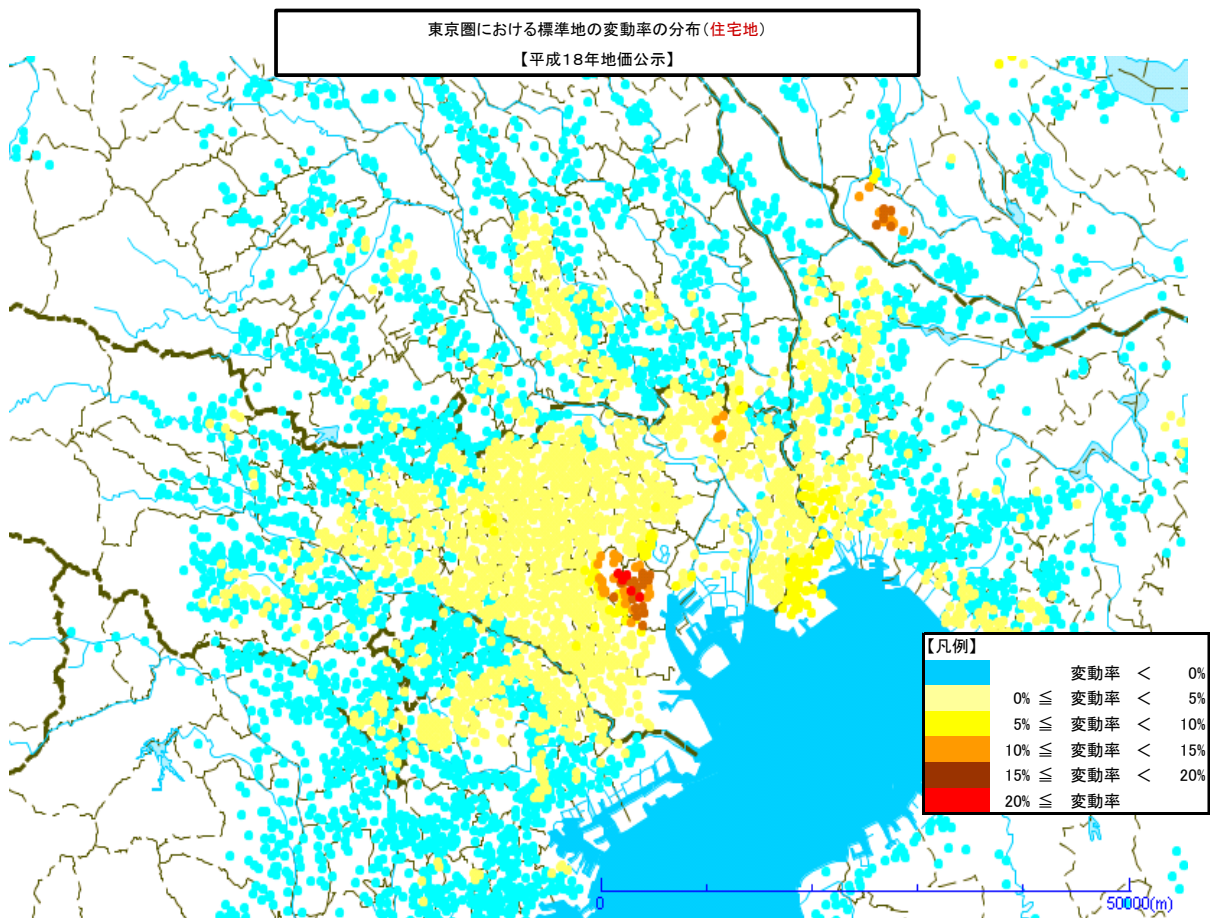 東京圏における標準地の変動率の分布(住宅地)
【平成18年地価公示】
【凡例】
変動率 < 0%
0% ≦ 変動率 < 5%
5% ≦ 変動率 < 10%
10% ≦ 変動率 < 15%
15% ≦ 変動率 < 20%
20% ≦ 変動率
0 50000(m)